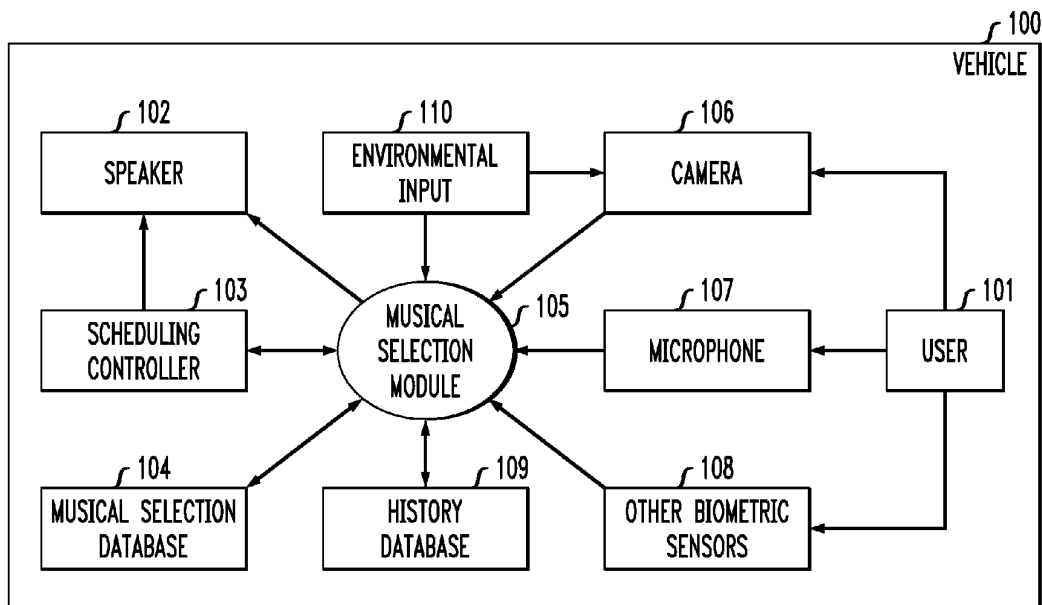 100
VEHICLE
102
SPEAKER
110
ENVIRONMENTAL
INPUT
106
CAMERA
103
SCHEDULING
CONTROLLER
MUSICAL
SELECTION
MODULE
105
107
MICROPHONE
101
USER
104
MUSICAL SELECTION
DATABASE
109
HISTORY
DATABASE
108
OTHER BIOMETRIC
SENSORS